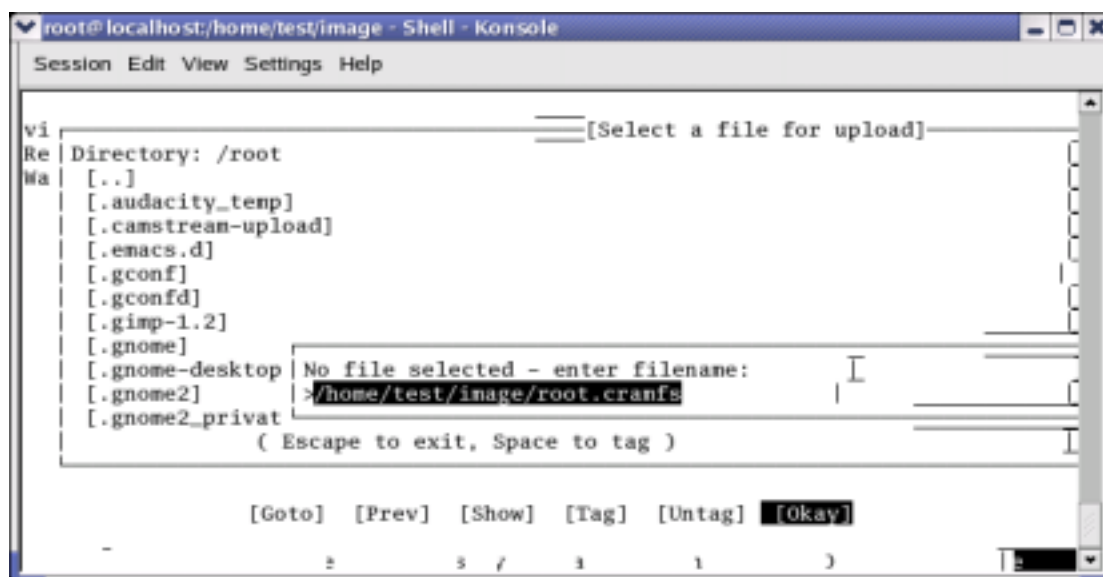 root@localhost:/home/test/image - Shell - Konsole
Session Edit View Settings Help
vi [Select a file for upload]
Re Directory: /root
Wa [..]
[.audacity_temp]
[.camstream-upload]
[.emacs.d]
[.gconf]
[.gconfd]
[.gimp-1.2]
[.gnome]
[.gnome-desktop No file selected - enter filename:
[.gnome2] >/home/test/image/root.cramfs
[.gnome2_privat
( Escape to exit, Space to tag )
[Goto] [Prev] [Show] [Tag] [Untag] [Okay]